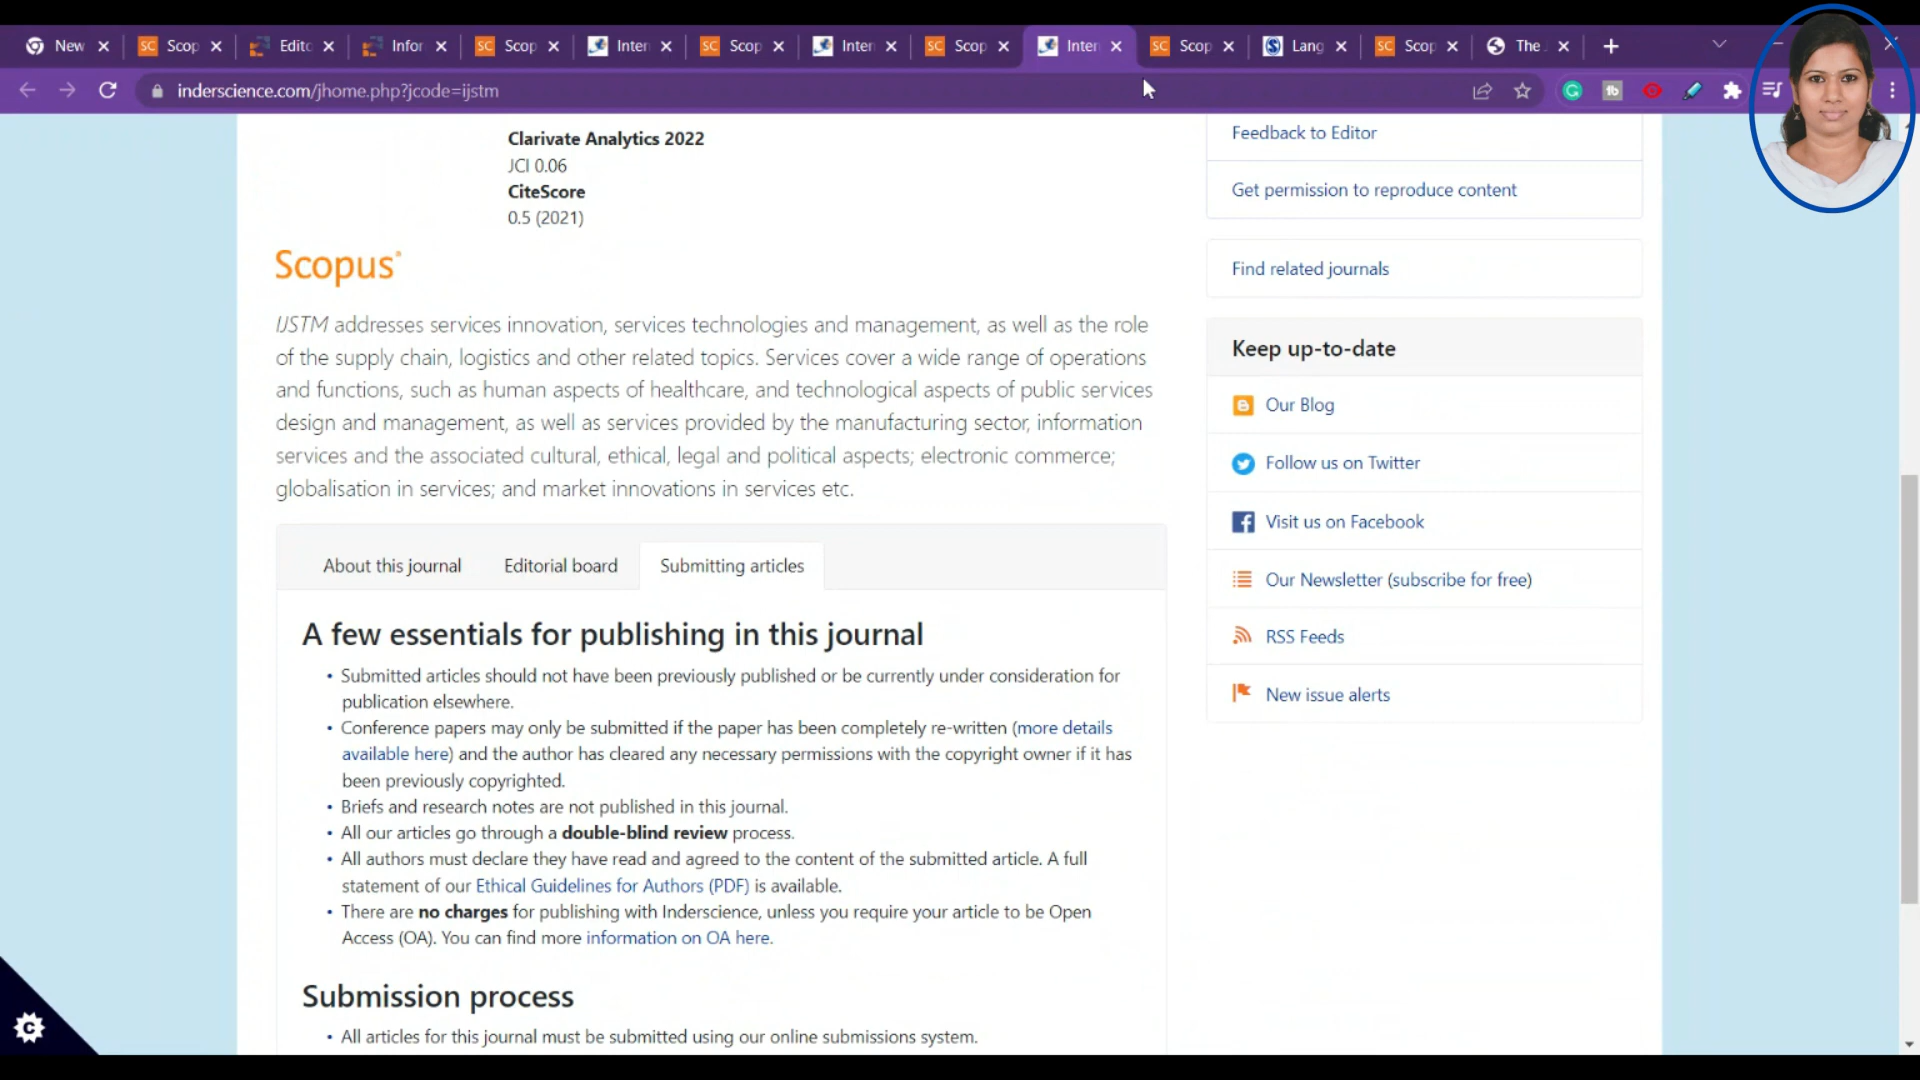 New
Scop
Edito
Infor
Scop
Inter
Scop
Inter
Scop
Inter
Scop
Lang
Scop
The
inderscience.com/jhome.php?jcode=ijstm
Clarivate Analytics 2022
JCI 0.06
CiteScore
0.5 (2021)
Scopus
IJSTM addresses services innovation, services technologies and management, as well as the role
of the supply chain, logistics and other related topics. Services cover a wide range of operations
and functions, such as human aspects of healthcare, and technological aspects of public services
design and management, as well as services provided by the manufacturing sector, information
services and the associated cultural, ethical, legal and political aspects; electronic commerce;
globalisation in services; and market innovations in services etc.
About this journal
Editorial board
Submitting articles
A few essentials for publishing in this journal
• Submitted articles should not have been previously published or be currently under consideration for
publication elsewhere.
• Conference papers may only be submitted if the paper has been completely re-written (more details
available here) and the author has cleared any necessary permissions with the copyright owner if it has
been previously copyrighted.
• Briefs and research notes are not published in this journal.
• All our articles go through a double-blind review process.
• All authors must declare they have read and agreed to the content of the submitted article. A full
statement of our Ethical Guidelines for Authors (PDF) is available.
• There are no charges for publishing with Inderscience, unless you require your article to be Open
Access (OA). You can find more information on OA here.
Submission process
• All articles for this journal must be submitted using our online submissions system.
Feedback to Editor
Get permission to reproduce content
Find related journals
Keep up-to-date
Our Blog
Follow us on Twitter
Visit us on Facebook
Our Newsletter (subscribe for free)
RSS Feeds
New issue alerts